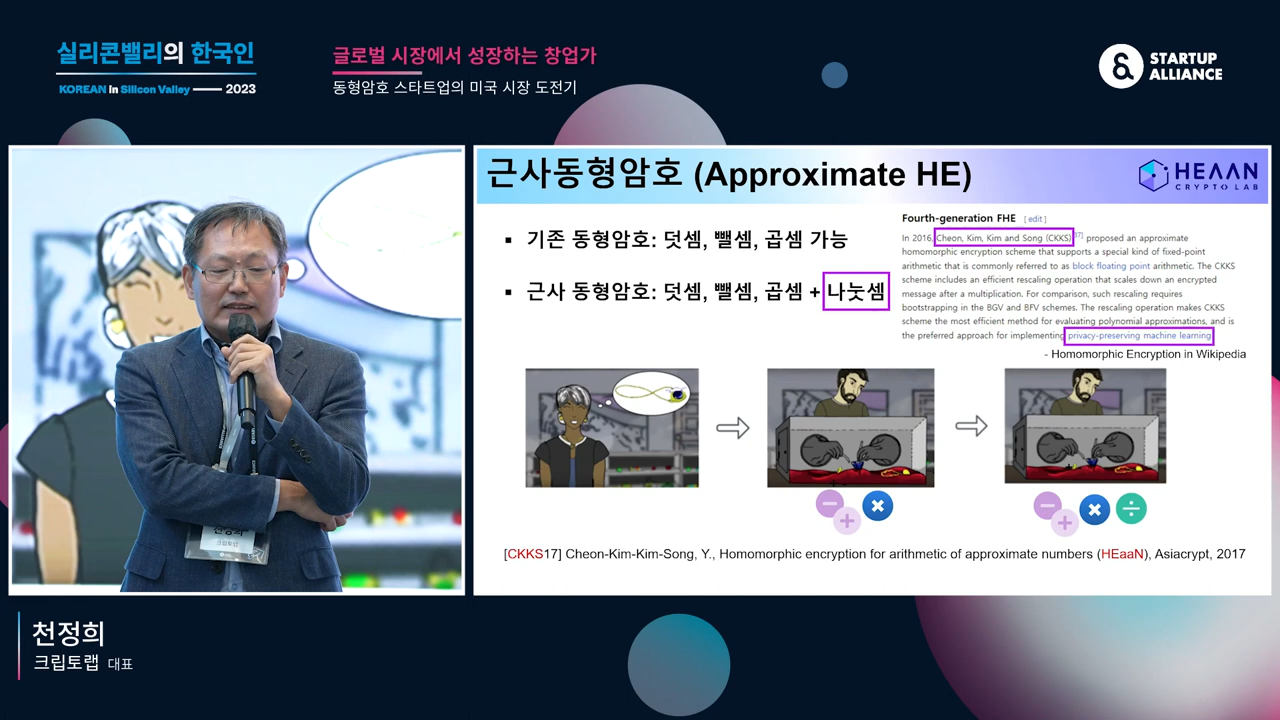 실리콘밸리의 한국인
KOREAN in Silicon Valley 2023
글로벌 시장에서 성장하는 창업가
동형암호 스타트업의 미국 시장 도전기
STARTUP
ALLIANCE
근사동형암호 (Approximate HE)
HEAAN
CRYPTO LAB
▪ 기존 동형암호: 덧셈, 뺄셈, 곱셈 가능
▪ 근사 동형암호: 덧셈, 뺄셈, 곱셈 + 나눗셈
Fourth-generation FHE [ edit ]
In 2016, Cheon, Kim, Kim and Song (CKKS)[37] proposed an approximate
homomorphic encryption scheme that supports a special kind of fixed-point
arithmetic that is commonly referred to as block floating point arithmetic. The CKKS
scheme includes an efficient rescaling operation that scales down an encrypted
message after a multiplication. For comparison, such rescaling requires
bootstrapping in the BGV and BFV schemes. The rescaling operation makes CKKS
scheme the most efficient method for evaluating polynomial approximations, and is
the preferred approach for implementing privacy-preserving machine learning
- Homomorphic Encryption in Wikipedia
[CKKS17] Cheon-Kim-Kim-Song, Y., Homomorphic encryption for arithmetic of approximate numbers (HEaaN), Asiacrypt, 2017
천정희
크립토랩
천정희
크립토랩 대표